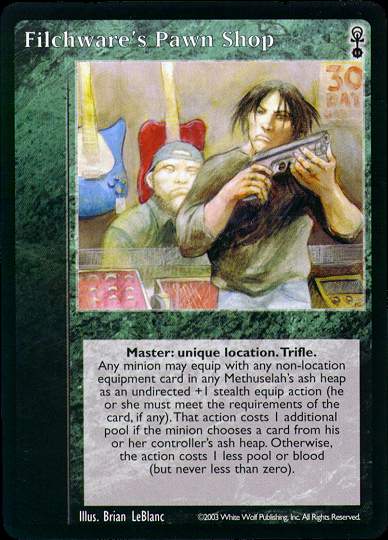 Filchware's Pawn Shop
30
DAY
Master: unique location. Trifle.
Any minion may equip with any non-location
equipment card in any Methuselah's ash heap
as an undirected +1 stealth equip action (he
or she must meet the requirements of the
card, if any). That action costs 1 additional
pool if the minion chooses a card from his
or her controller's ash heap. Otherwise,
the action costs 1 less pool or blood
(but never less than zero).
Illus. Brian LeBlanc
©2003 White Wolf Publishing, Inc. All Rights Reserved.